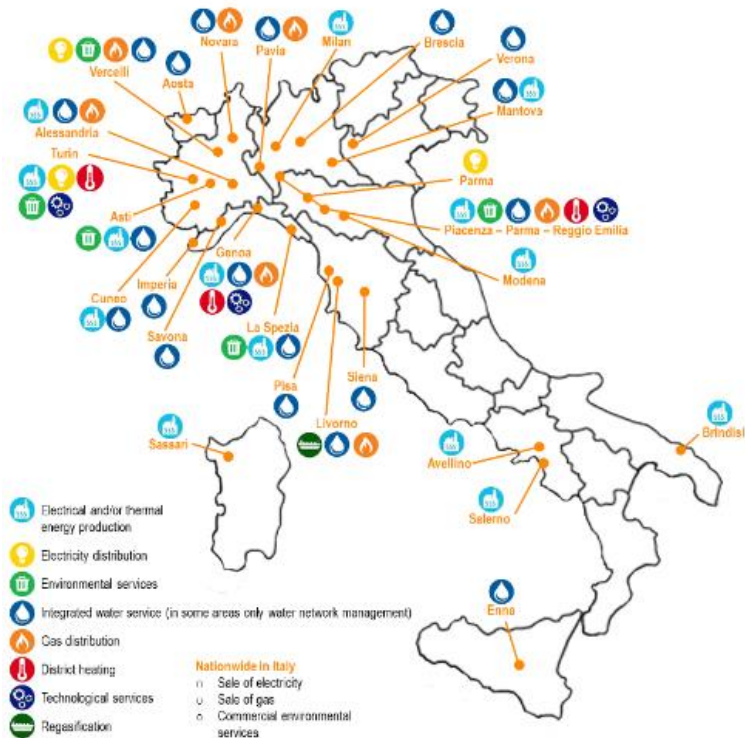 Novara
Pavia
Milan
Brescia
Verona
Vercelli
Aosta
Mantova
Alessandria
Turin
Parma
Asti
Piacenza – Parma – Reggio Emilia
Genoa
Modena
Imperia
Cuneo
Savona
La Spezia
Pisa
Siena
Livorno
Sassari
Avellino
Brindisi
Salerno
Enna
Electrical and/or thermal
energy production
Electricity distribution
Environmental services
Integrated water service (in some areas only water network management)
Gas distribution
District heating
Technological services
Regasification
Nationwide in Italy
Sale of electricity
Sale of gas
Commercial environmental
services